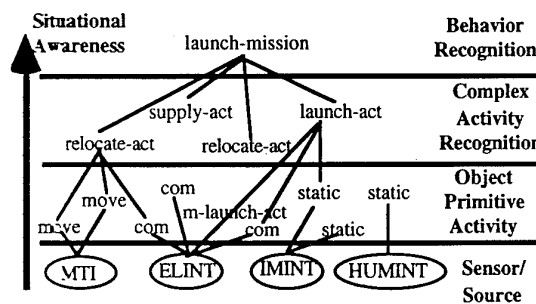 Situational
Awareness
launch-mission
Behavior
Recognition
supply-act
launch-act
Complex
Activity
Recognition
relocate-act
relocate-act
com
static
static
Object
Primitive
Activity
move
m-launch-act
move
com
com
static
MTI
ELINT
IMINT
HUMINT
Sensor/
Source